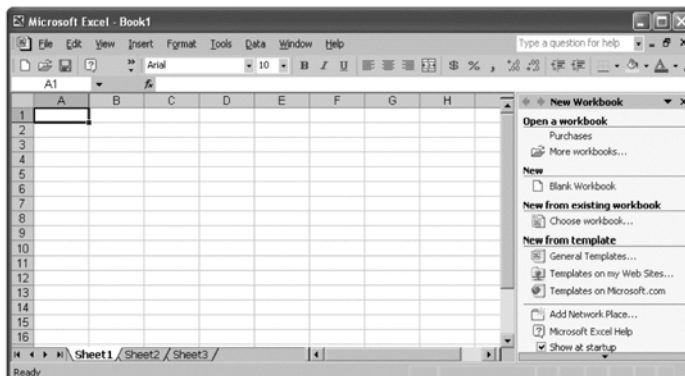 Microsoft Excel - Book1
File Edit View Insert Format Tools Data Window Help Type a question for help
Arial 10 B I U $ % ,
A1 fx
A B C D E F G H
1
2
3
4
5
6
7
8
9
10
11
12
13
14
15
16
New Workbook
Open a workbook
Purchases
More workbooks...
New
Blank Workbook
New from existing workbook
Choose workbook...
New from template
General Templates...
Templates on my Web Sites...
Templates on Microsoft.com
Add Network Place...
Microsoft Excel Help
Show at startup
Sheet1 Sheet2 Sheet3
Ready